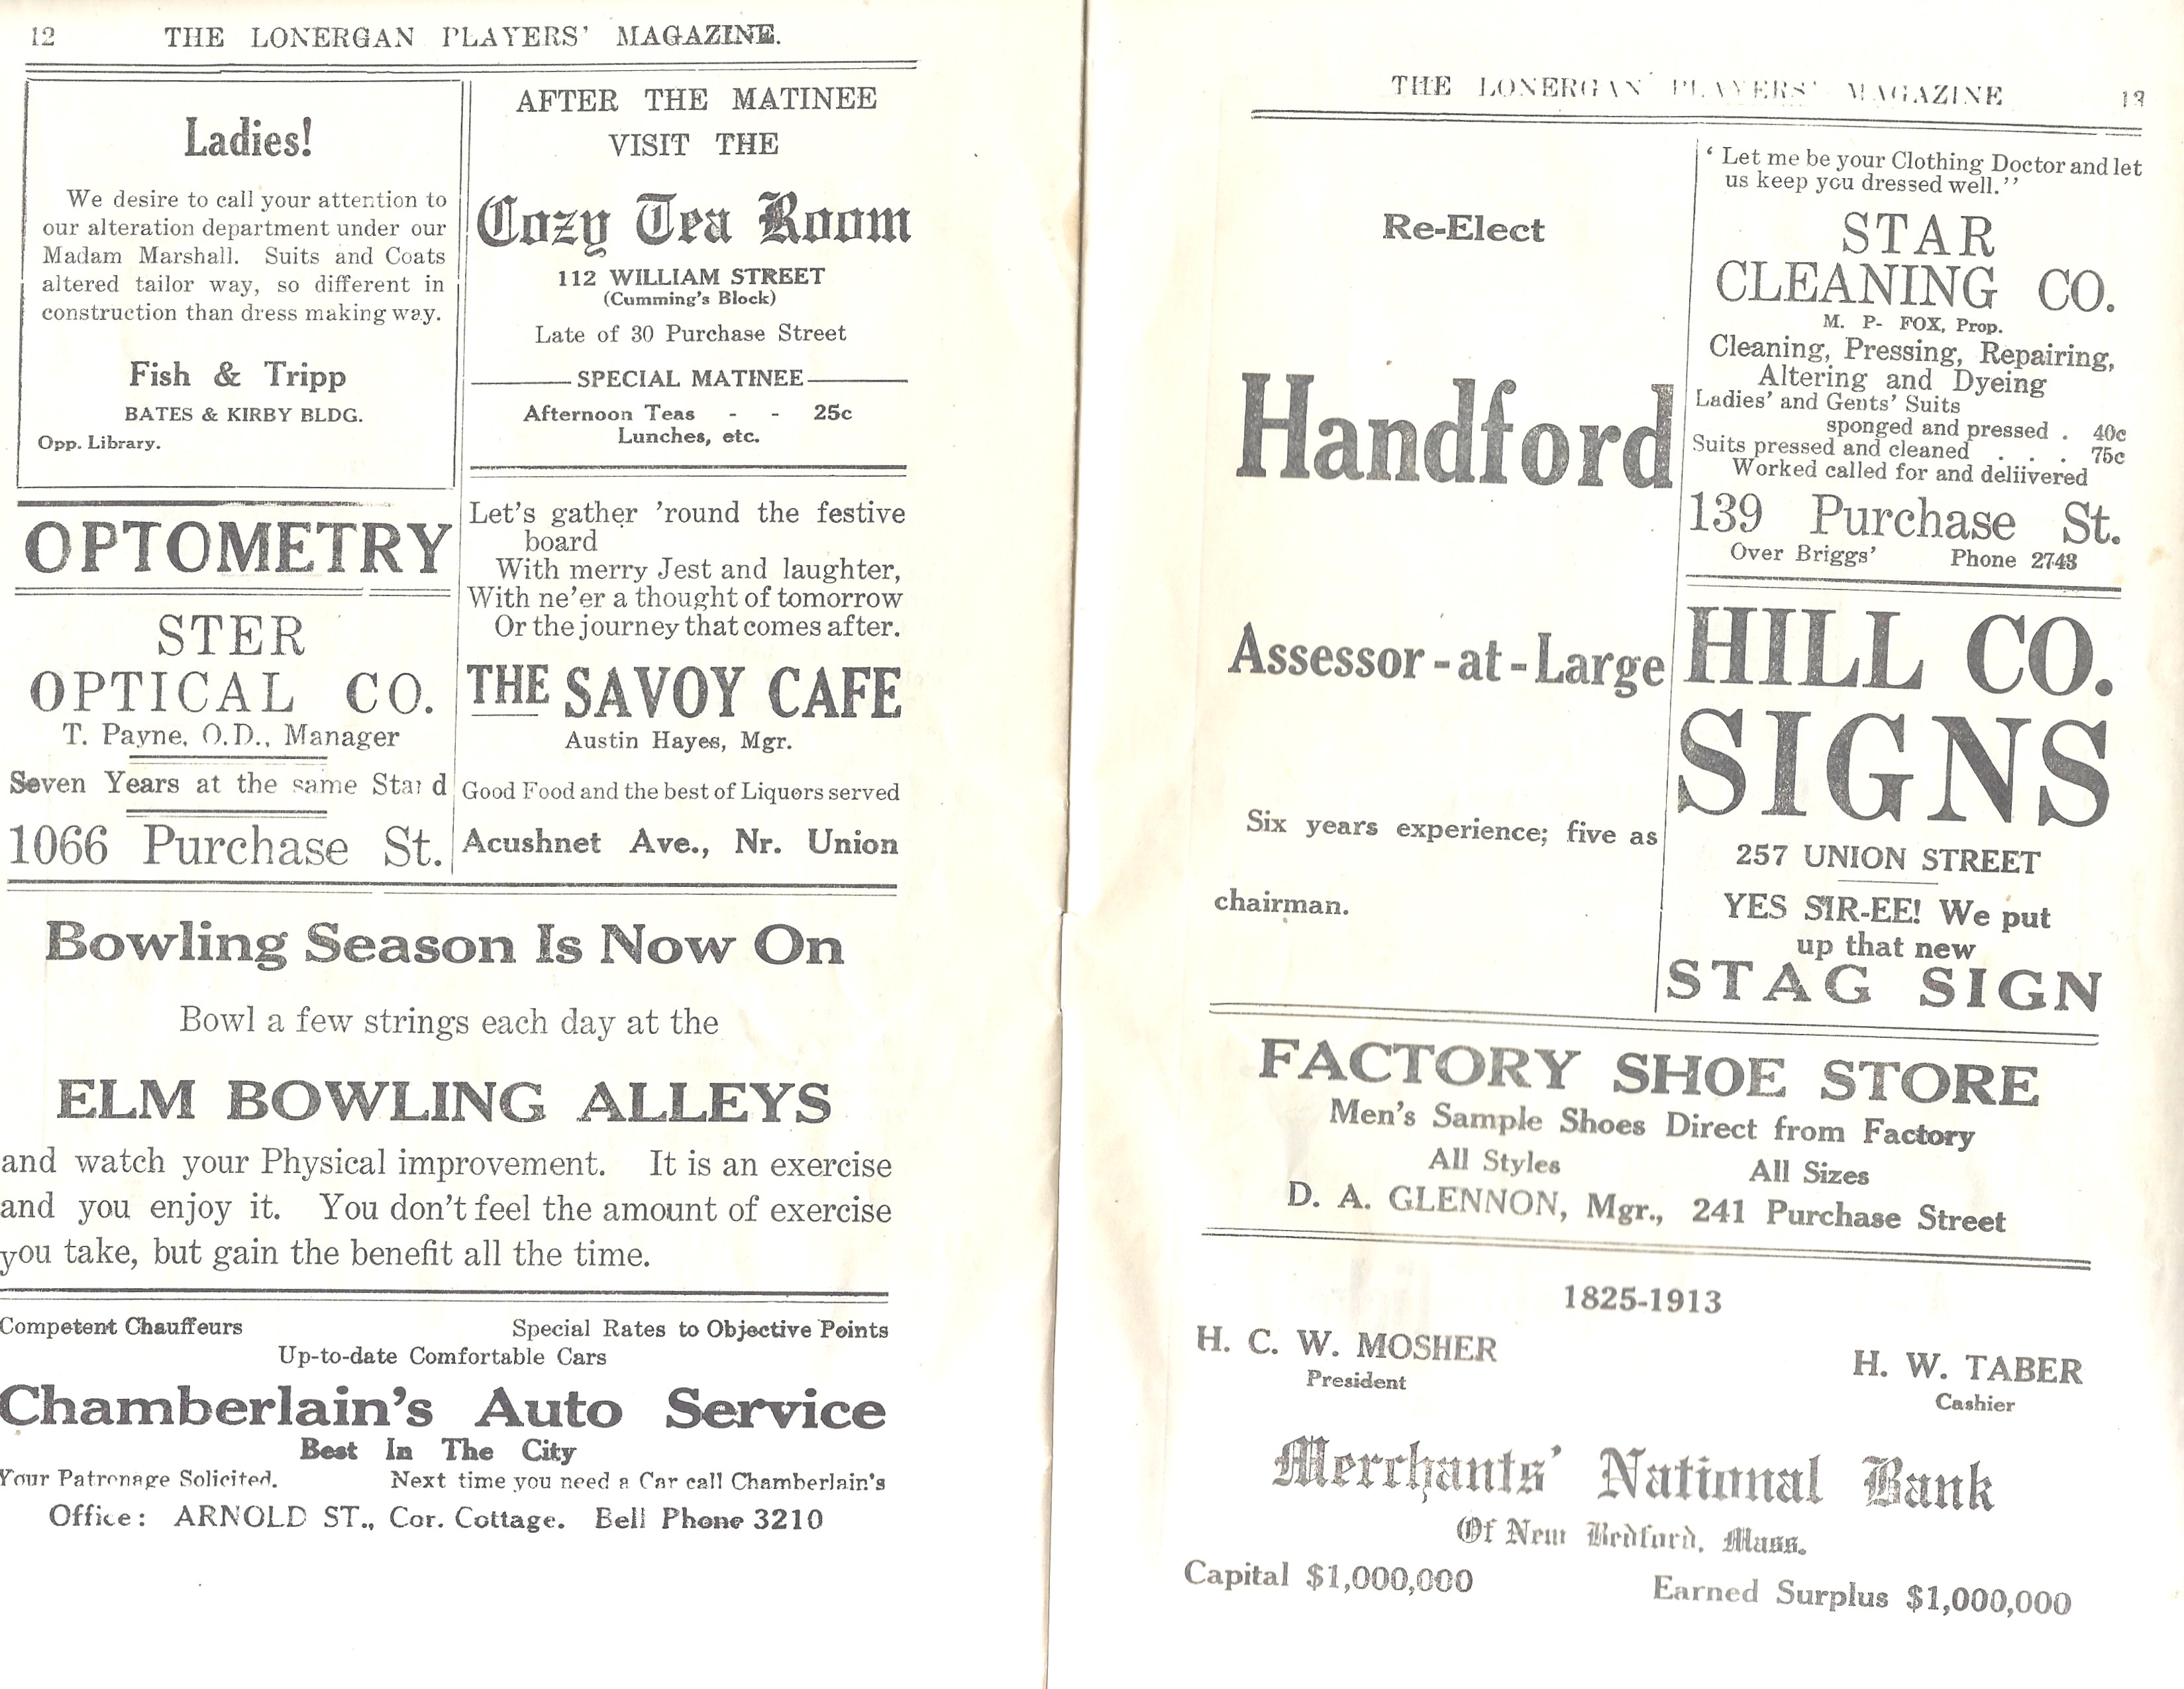 12 THE LONERGAN PLAYERS' MAGAZINE.
Ladies!
We desire to call your attention to
our alteration department under our
Madam Marshall. Suits and Coats
altered tailor way, so different in
construction than dress making way.
Fish & Tripp
BATES & KIRBY BLDG.
Opp. Library.
OPTOMETRY
STER
OPTICAL CO.
T. Payne, O.D., Manager
Seven Years at the same Stand
1066 Purchase St.
AFTER THE MATINEE
VISIT THE
Cozy Tea Room
112 WILLIAM STREET
(Cumming's Block)
Late of 30 Purchase Street
SPECIAL MATINEE
Afternoon Teas - - 25c
Lunches, etc.
Let's gather 'round the festive
board
With merry Jest and laughter,
With ne'er a thought of tomorrow
Or the journey that comes after.
THE SAVOY CAFE
Austin Hayes, Mgr.
Good Food and the best of Liquors served
Acushnet Ave., Nr. Union
Bowling Season Is Now On
Bowl a few strings each day at the
ELM BOWLING ALLEYS
and watch your Physical improvement. It is an exercise
and you enjoy it. You don't feel the amount of exercise
you take, but gain the benefit all the time.
Competent Chauffeurs Special Rates to Objective Points
Up-to-date Comfortable Cars
Chamberlain's Auto Service
Best In The City
Your Patronage Solicited. Next time you need a Car call Chamberlain's
Office: ARNOLD ST., Cor. Cottage. Bell Phone 3210
THE LONERGAN PLAYERS' MAGAZINE 13
Re-Elect
Handford
Assessor-at-Large
Six years experience; five as
chairman.
‘Let me be your Clothing Doctor and let
us keep you dressed well.’’
STAR
CLEANING CO.
M. P- FOX, Prop.
Cleaning, Pressing, Repairing,
Altering and Dyeing
Ladies' and Gents' Suits
sponged and pressed . 40c
Suits pressed and cleaned . . . 75c
Worked called for and deliivered
139 Purchase St.
Over Briggs' Phone 2743
HILL CO.
SIGNS
257 UNION STREET
YES SIR-EE! We put
up that new
STAG SIGN
FACTORY SHOE STORE
Men's Sample Shoes Direct from Factory
All Styles All Sizes
D. A. GLENNON, Mgr., 241 Purchase Street
1825-1913
H. C. W. MOSHER H. W. TABER
President Cashier
Merchants' National Bank
Of New Bedford, Mass.
Capital $1,000,000 Earned Surplus $1,000,000